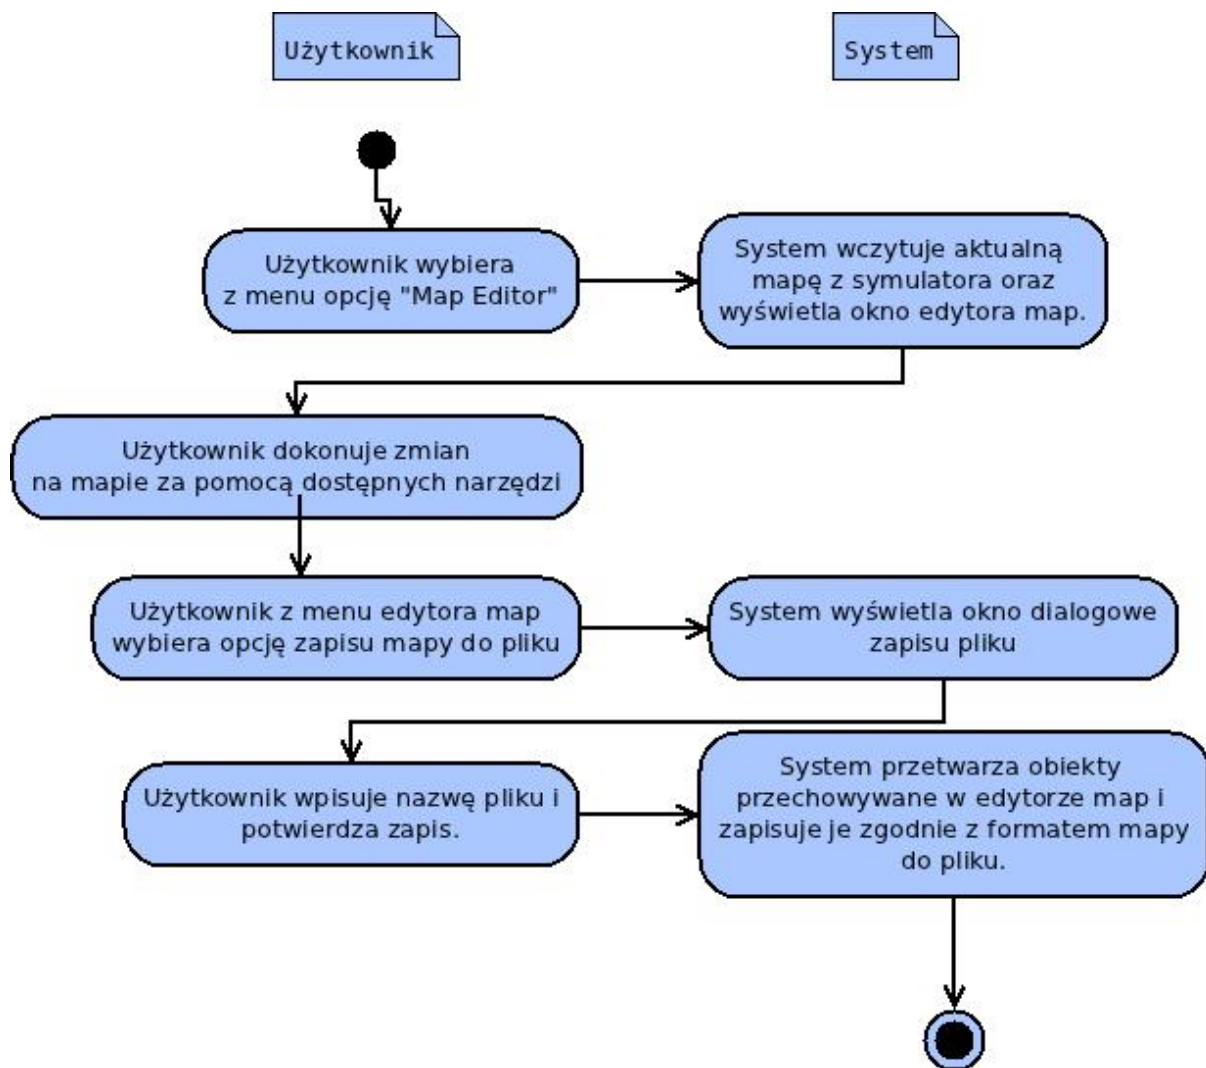 Użytkownik
System
Użytkownik wybiera
z menu opcję "Map Editor"
System wczytuje aktualną
mapę z symulatora oraz
wyświetla okno edytora map.
Użytkownik dokonuje zmian
na mapie za pomocą dostępnych narzędzi
Użytkownik z menu edytora map
wybiera opcję zapisu mapy do pliku
System wyświetla okno dialogowe
zapisu pliku
Użytkownik wpisuje nazwę pliku i
potwierdza zapis.
System przetwarza obiekty
przechowywane w edytorze map i
zapisuje je zgodnie z formatem mapy
do pliku.